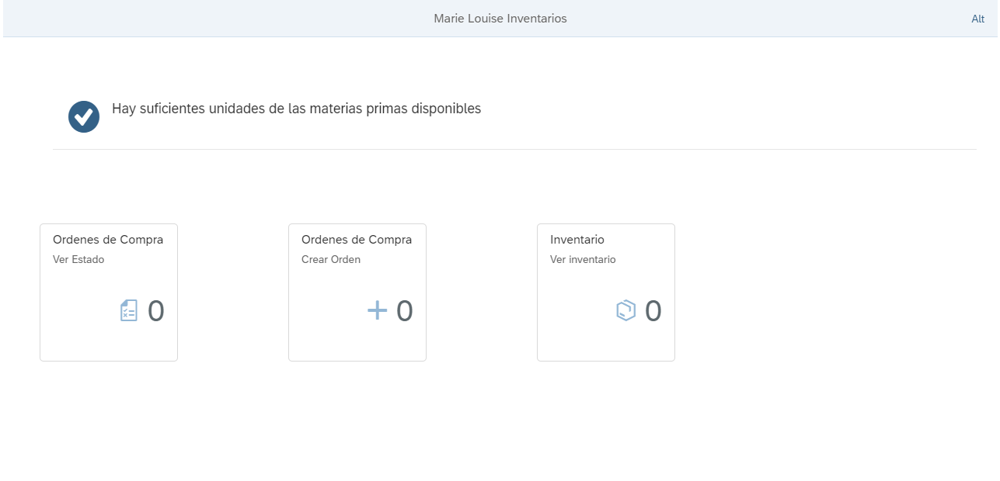 Marie Louise Inventarios
Alt
Hay suficientes unidades de las materias primas disponibles
Ordenes de Compra
Ver Estado
0
Ordenes de Compra
Crear Orden
0
Inventario
Ver inventario
0